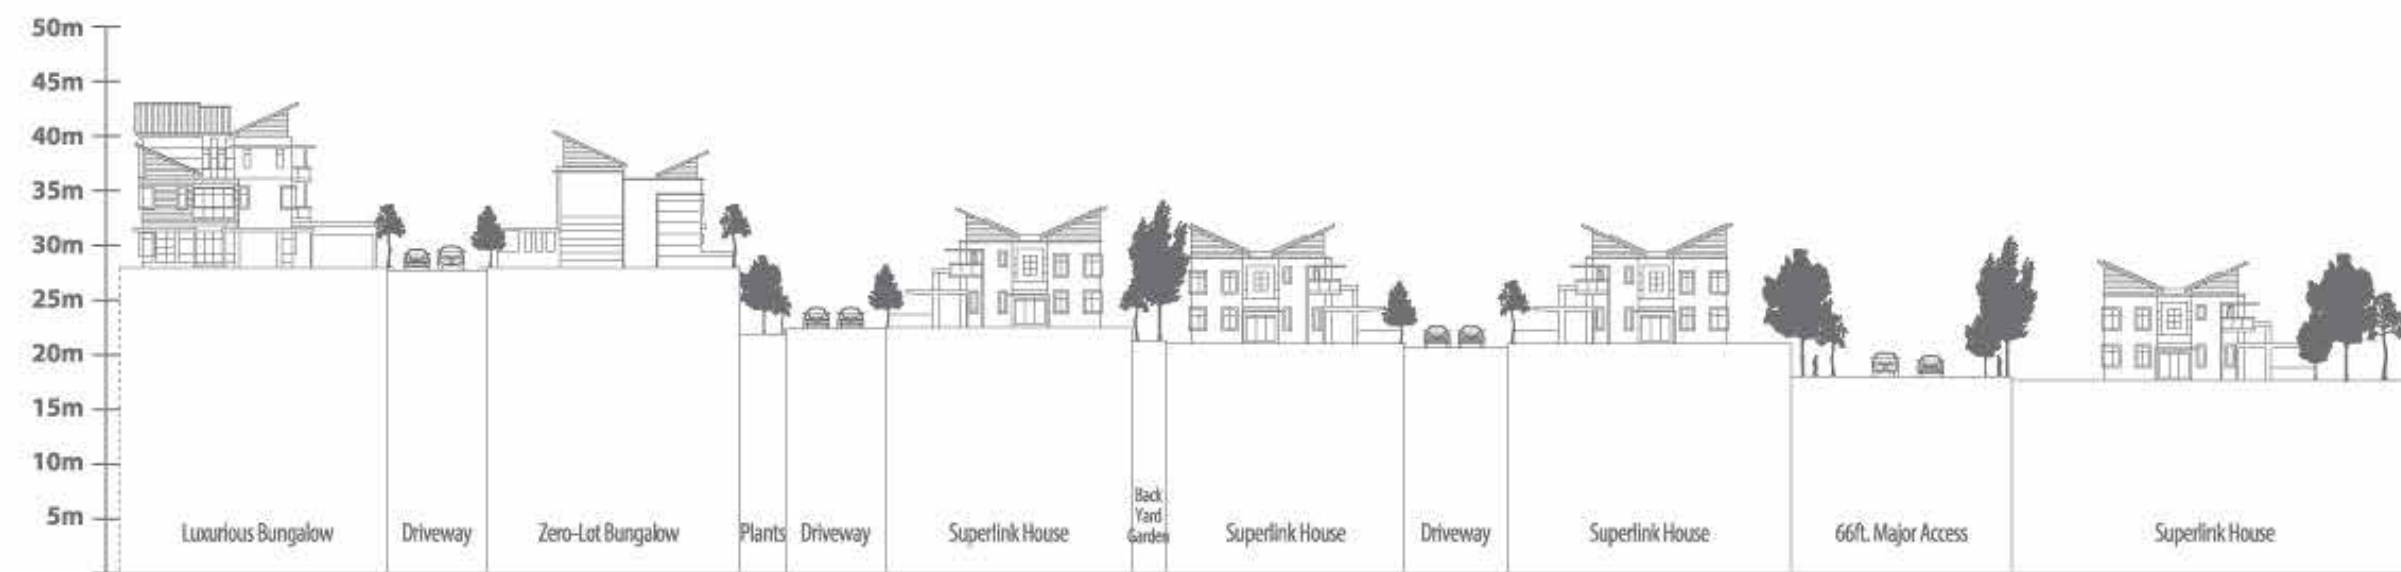 50m
45m
40m
35m
30m
25m
20m
15m
10m
5m
Luxurious Bungalow
Driveway
Zero-Lot Bungalow
Plants
Driveway
Superlink House
Back
Yard
Garden
Superlink House
Driveway
Superlink House
66ft. Major Access
Superlink House